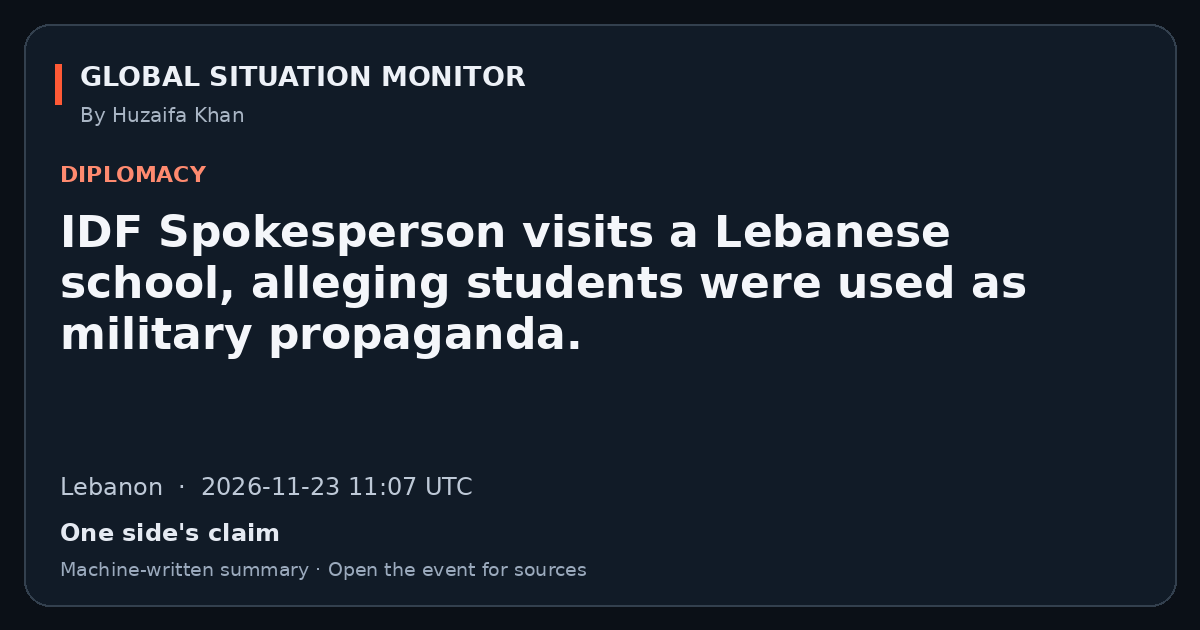 GLOBAL SITUATION MONITOR
By Huzaifa Khan
DIPLOMACY
IDF Spokesperson visits a Lebanese
school, alleging students were used as
military propaganda.
Lebanon · 2026-11-23 11:07 UTC
One side's claim
Machine-written summary · Open the event for sources